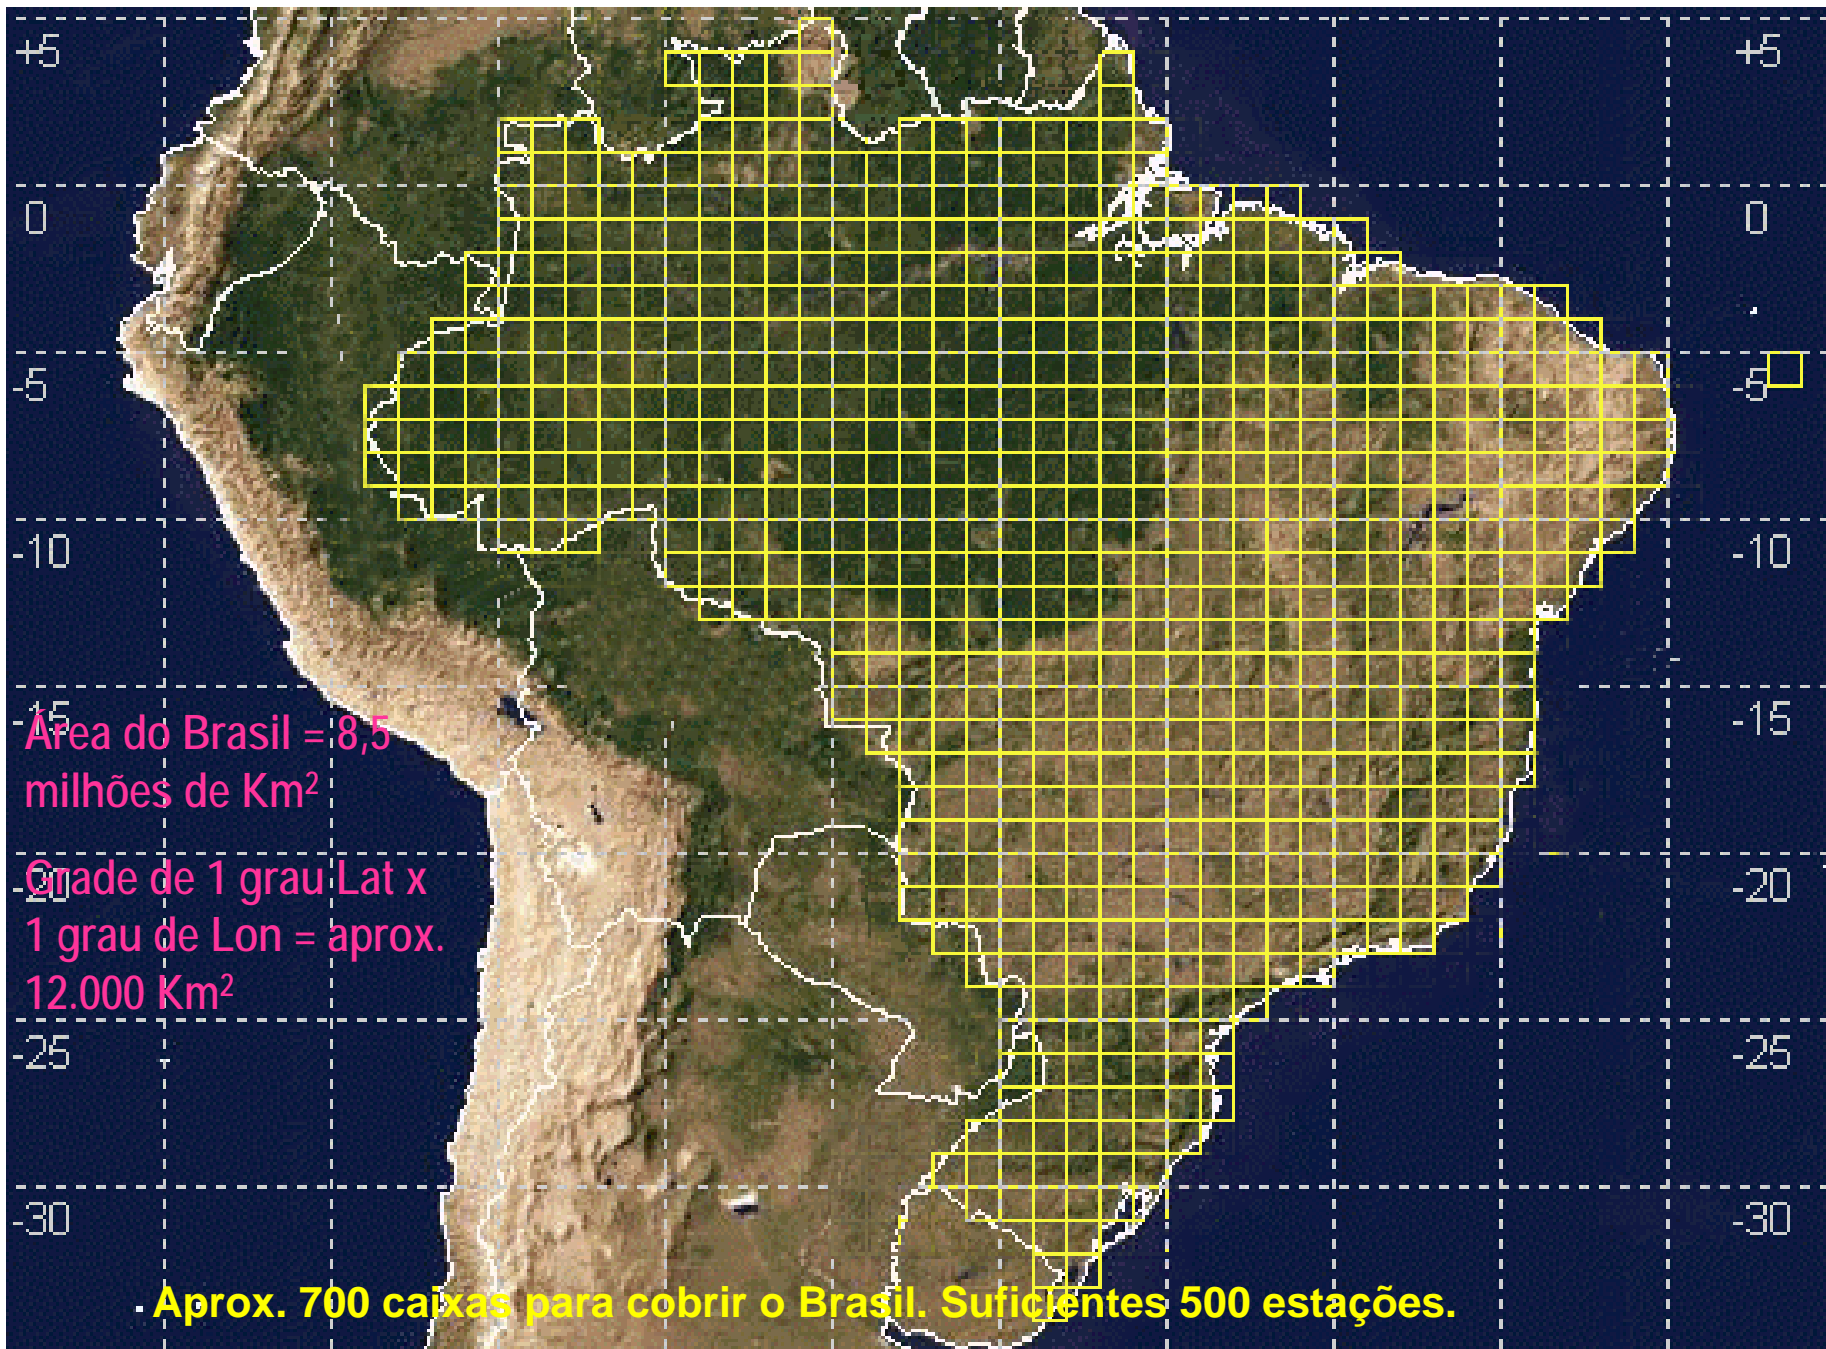 +5 +5
0 0
-5 -5
-10 -10
-15 -15
Área do Brasil = 8,5
milhões de Km²
-20 -20
Grade de 1 grau Lat x
1 grau de Lon = aprox.
12.000 Km²
-25 -25
-30 -30
Aprox. 700 caixas para cobrir o Brasil. Suficientes 500 estações.